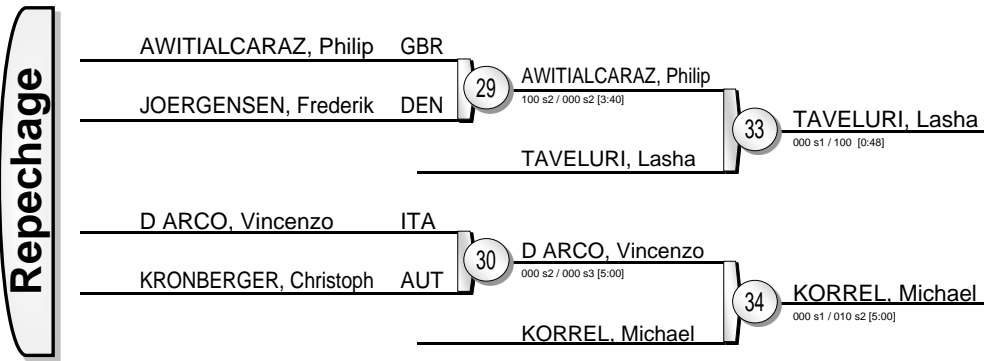 Repechage
AWITIALCARAZ, Philip GBR
JOERGENSEN, Frederik DEN
29
AWITIALCARAZ, Philip
100 s2 / 000 s2 [3:40]
TAVELURI, Lasha
33
TAVELURI, Lasha
000 s1 / 100 [0:48]
D ARCO, Vincenzo ITA
KRONBERGER, Christoph AUT
30
D ARCO, Vincenzo
000 s2 / 000 s3 [5:00]
KORREL, Michael
34
KORREL, Michael
000 s1 / 010 s2 [5:00]